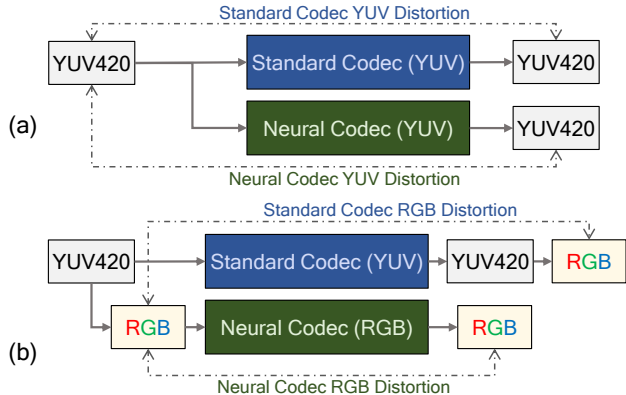 Standard Codec YUV Distortion
YUV420
Standard Codec (YUV)
YUV420
(a)
Neural Codec (YUV)
YUV420
Neural Codec YUV Distortion
Standard Codec RGB Distortion
YUV420
Standard Codec (YUV)
YUV420
RGB
(b)
RGB
Neural Codec (RGB)
RGB
Neural Codec RGB Distortion